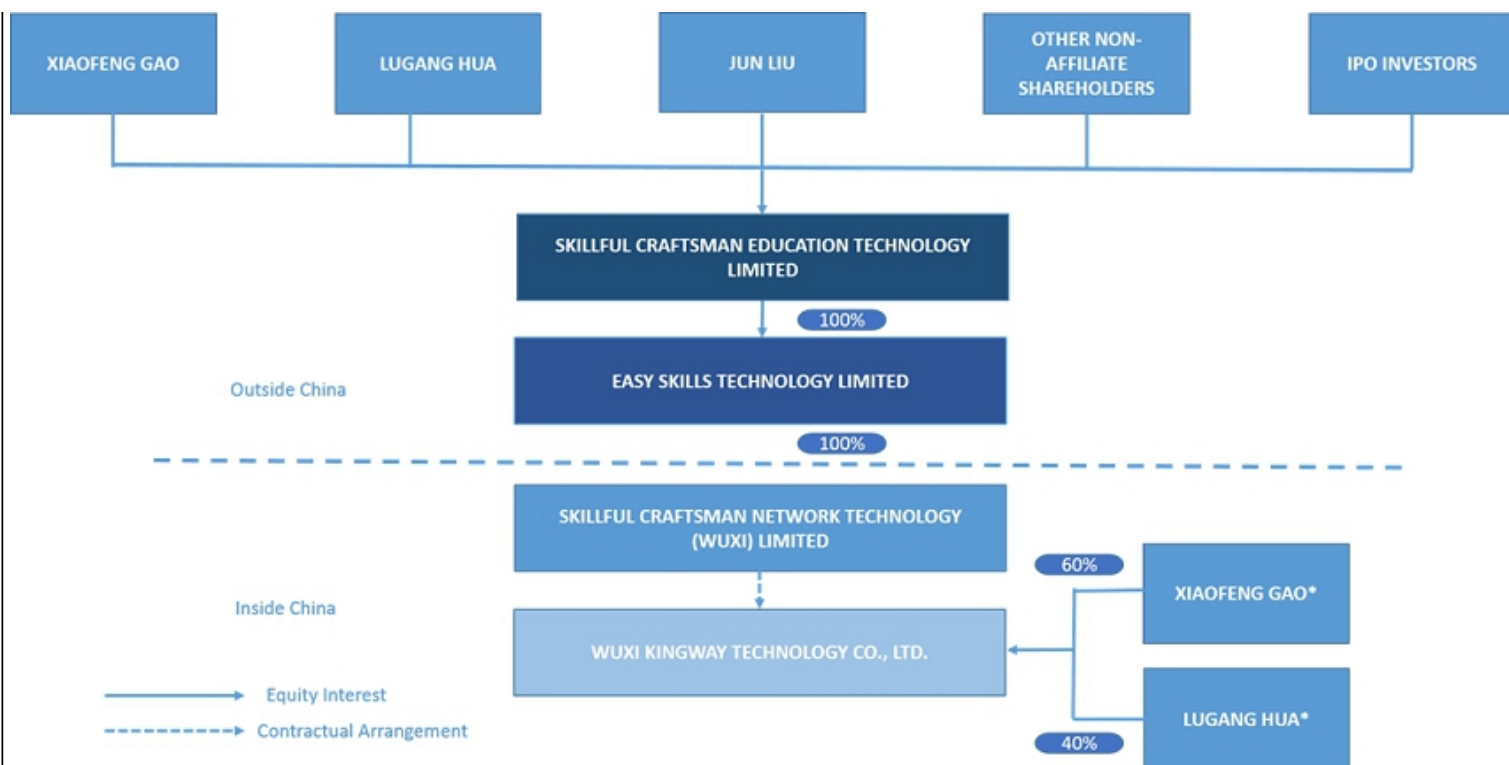 XIAOFENG GAO
LUGANG HUA
JUN LIU
OTHER NON-
AFFILIATE
SHAREHOLDERS
IPO INVESTORS
SKILLFUL CRAFTSMAN EDUCATION TECHNOLOGY
LIMITED
100%
EASY SKILLS TECHNOLOGY LIMITED
Outside China
100%
SKILLFUL CRAFTSMAN NETWORK TECHNOLOGY
(WUXI) LIMITED
60%
XIAOFENG GAO*
Inside China
WUXI KINGWAY TECHNOLOGY CO., LTD.
Equity Interest
LUGANG HUA*
Contractual Arrangement
40%